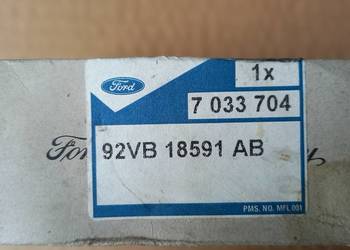 Ford
1x
7 033 704
92VB 18591 AB
PMS. NO. MFL 001